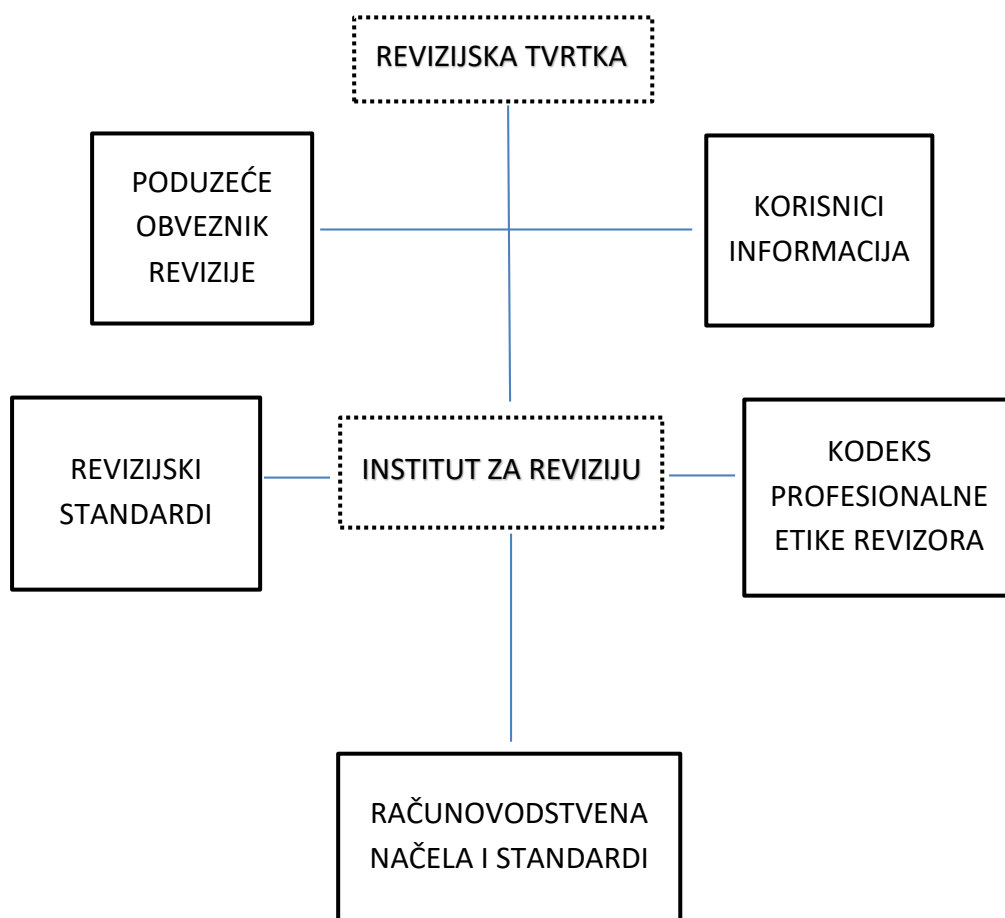 REVIZIJSKA TVRTKA
PODUZEĆE
OBVEZNIK
REVIZIJE
KORISNICI
INFORMACIJA
REVIZIJSKI
STANDARDI
INSTITUT ZA REVIZIJU
KODEKS
PROFESIONALNE
ETIKE REVIZORA
RAČUNOVODSTVENA
NAČELA I STANDARDI